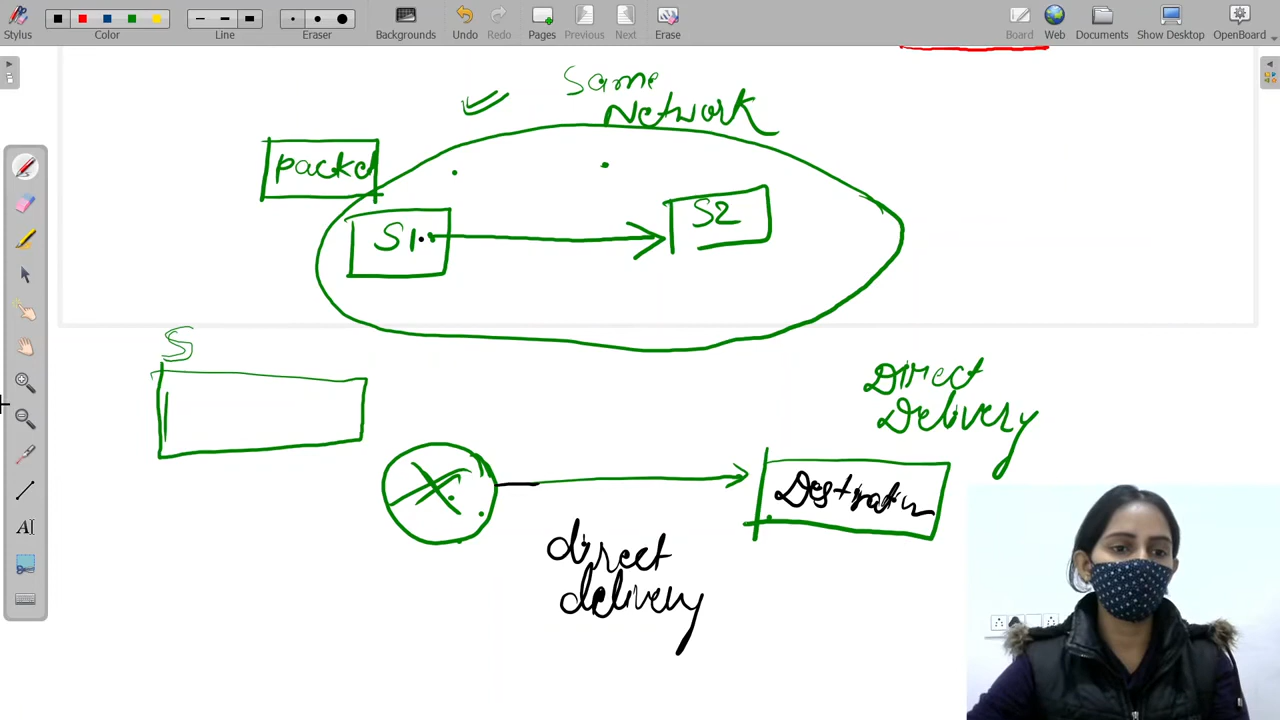 Stylus
Color
Line
Eraser
Backgrounds
Undo
Redo
Pages
Previous
Next
Erase
Board
Web
Documents
Show Desktop
OpenBoard
Same
Network
packet
S1
S2
S
Direct
Delivery
Destination
direct
delivery